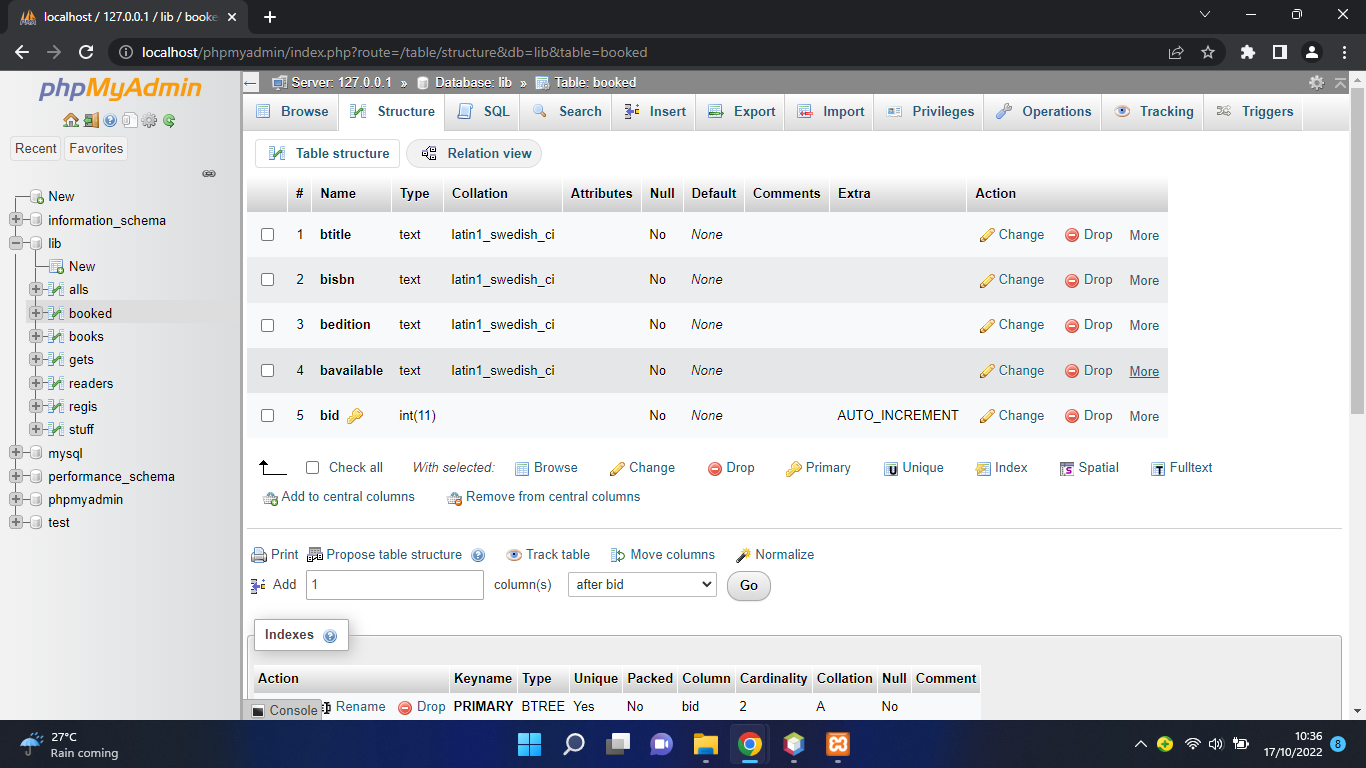 localhost / 127.0.0.1 / lib / booke
localhost/phpmyadmin/index.php?route=/table/structure&db=lib&table=booked
phpMyAdmin
Recent Favorites
New
information_schema
lib
New
alls
booked
books
gets
readers
regis
stuff
mysql
performance_schema
phpmyadmin
test
Server: 127.0.0.1 » Database: lib » Table: booked
Browse Structure SQL Search Insert Export Import Privileges Operations Tracking Triggers
Table structure Relation view
# Name Type Collation Attributes Null Default Comments Extra Action
1 btitle text latin1_swedish_ci No None Change Drop More
2 bisbn text latin1_swedish_ci No None Change Drop More
3 bedition text latin1_swedish_ci No None Change Drop More
4 bavailable text latin1_swedish_ci No None Change Drop More
5 bid int(11) No None AUTO_INCREMENT Change Drop More
Check all With selected: Browse Change Drop Primary Unique Index Spatial Fulltext
Add to central columns Remove from central columns
Print Propose table structure Track table Move columns Normalize
Add 1 column(s) after bid Go
Indexes
Action Keyname Type Unique Packed Column Cardinality Collation Null Comment
Rename Drop PRIMARY BTREE Yes No bid 2 A No
Console
27°C
Rain coming
10:36
17/10/2022
8